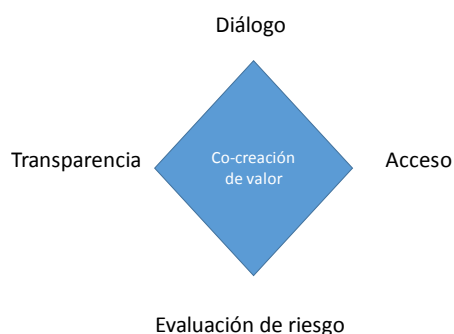 Diálogo
Transparencia
Co-creación
de valor
Acceso
Evaluación de riesgo